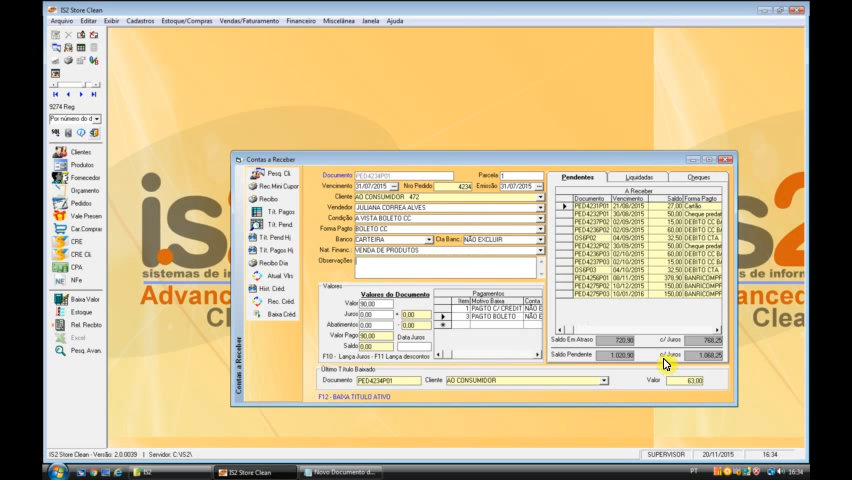 IS2 Store Clean
Arquivo Editar Exibir Cadastros Estoque/Compras Vendas/Faturamento Financeiro Miscelânea Janela Ajuda
9274 Reg
Por número do d
Clientes
Produtos
Fornecedor
Orçamento
Pedidos
Vale Presen
Car.Compra
CRE
CRE Cli
CPA
NFe
Baixa Valor
Estoque
Rel. Recbto
Excel
Pesq. Avan.
is
sistemas de
Advanc
Cl
s2
de inform
anced
Clea
Contas a Receber
Pesq. Cli.
Rec.Mini Cupor
Recibo
Tít. Pagos
Tít. Pend
Tít. Pend Hj
Tít. Pagos Hj
Recibo Dia
Atual. Vlrs
Hist. Créd.
Rec. Créd.
Baixa Créd
Contas a Receber
Documento PED4234P01 Parcela 1
Vencimento 31/07/2015 Nro Pedido 4234 Emissão 31/07/2015
Cliente AO CONSUMIDOR 472
Vendedor JULIANA CORREA ALVES
Condição A VISTA BOLETO CC
Forma Pagto BOLETO CC
Banco CARTEIRA Cta Banc.: NÃO EXCLUIR
Nat. Financ.: VENDA DE PRODUTOS
Observações
Valores
Valores do Documento
Valor 90,00
Juros 0,00 + 0,00
Abatimentos 0,00 - 0,00
Valor Pago 90,00 Data Juros
Saldo 0,00
F10 - Lança Juros - F11 Lança descontos
Pagamentos
Item Motivo Baixa Conta
1 PAGTO C/ CREDIT NÃO E
3 PAGTO BOLETO NÃO E
Pendentes Liquidadas Cheques
A Receber
Documento Vencimento Saldo Forma Pagto
PED4231P01 21/08/2015 27,00 Cartão
PED4232P01 30/08/2015 50,00 Cheque predat
PED4237P01 02/09/2015 15,00 DEBITO CC B
PED4236P02 02/09/2015 60,00 DEBITO CC BA
OS6P02 04/09/2015 32,50 DEBITO CTA
PED4232P02 30/09/2015 50,00 Cheque predat
PED4236P03 02/10/2015 60,00 DEBITO CC BA
PED4237P02 02/10/2015 15,00 DEBITO CC BA
OS6P03 04/10/2015 32,50 DEBITO CTA
PED4256P01 08/11/2015 378,90 BANRICOMPF
PED4275P02 10/12/2015 150,00 BANRICOMPF
PED4275P03 10/01/2016 150,00 BANRICOMPF
Saldo Em Atraso 720,90 c/ Juros 768,25
Saldo Pendente 1.020,90 c/ Juros 1.068,25
Último Título Baixado
Documento PED4234P01 Cliente AO CONSUMIDOR Valor 63,00
F12 - BAIXA TITULO ATIVO
IS2 Store Clean - Versão: 2.0.0039 | Servidor: C:\IS2\ SUPERVISOR 20/11/2015 16:34
IS2 IS2 Store Clean Novo Documento d... PT 16:34